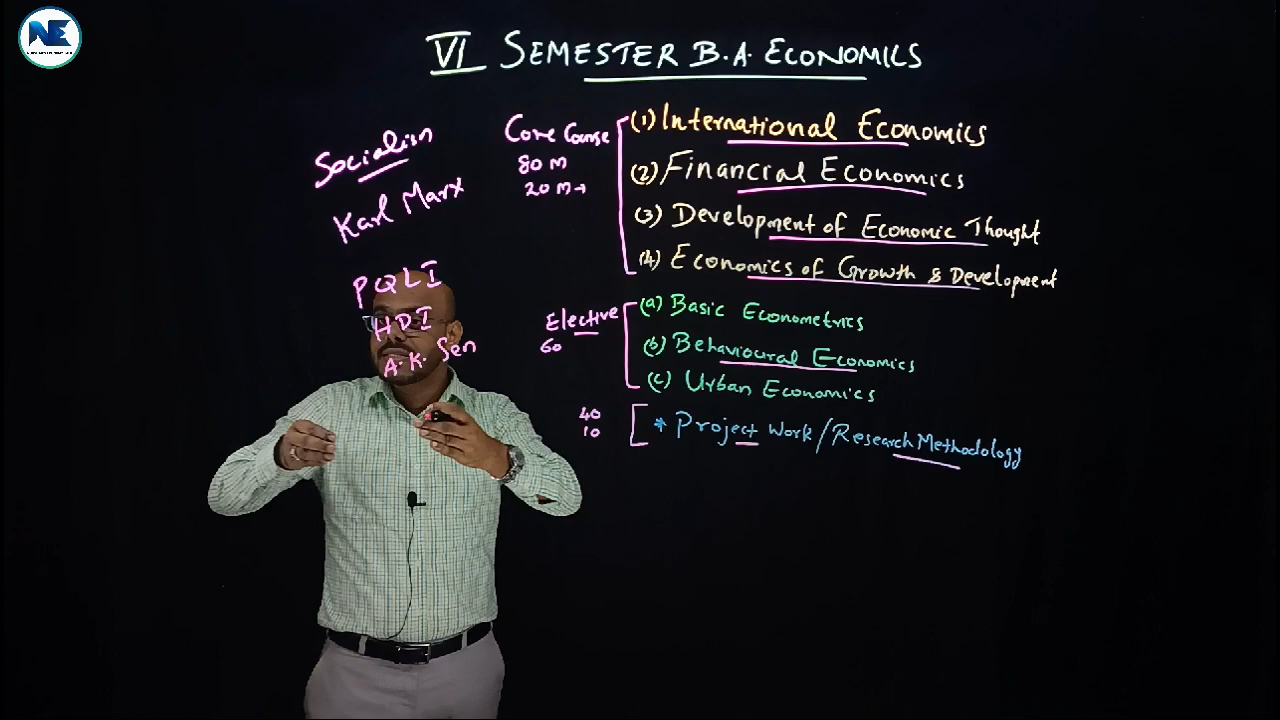 NE
VI SEMESTER B.A. ECONOMICS
Socialism
Karl Marx
PQLI
HDI
A.K. Sen
Core Course
80 M
20 M→
(1) International Economics
(2) Financial Economics
(3) Development of Economic Thought
(4) Economics of Growth & Development
Elective
60
(a) Basic Econometrics
(b) Behavioural Economics
(c) Urban Economics
40
10
* Project Work/Research Methodology